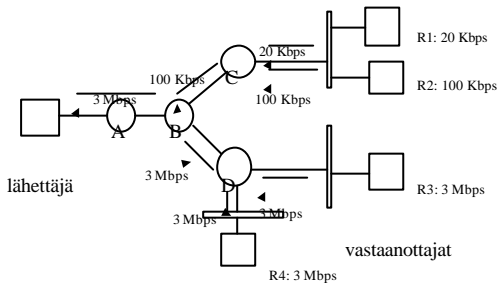 R1: 20 Kbps
20 Kbps
C
100 Kbps
R2: 100 Kbps
3 Mbps
100 Kbps
A
B
lähettäjä
3 Mbps
D
R3: 3 Mbps
3 Mbps
3 Mbps
vastaanottajat
R4: 3 Mbps